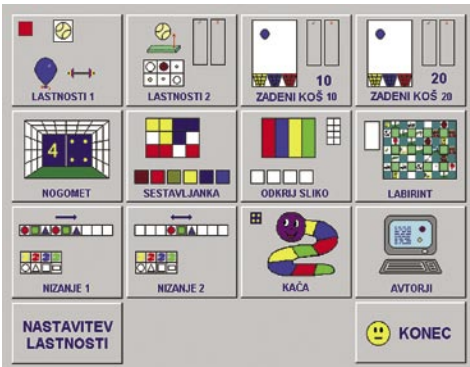 LASTNOSTI 1
LASTNOSTI 2
10
ZADENI KOŠ 10
20
ZADENI KOŠ 20
4
NOGOMET
SESTAVLJANKA
ODKRIJ SLIKO
LABIRINT
NIZANJE 1
NIZANJE 2
KAČA
AVTORJI
NASTAVITEV
LASTNOSTI
KONEC